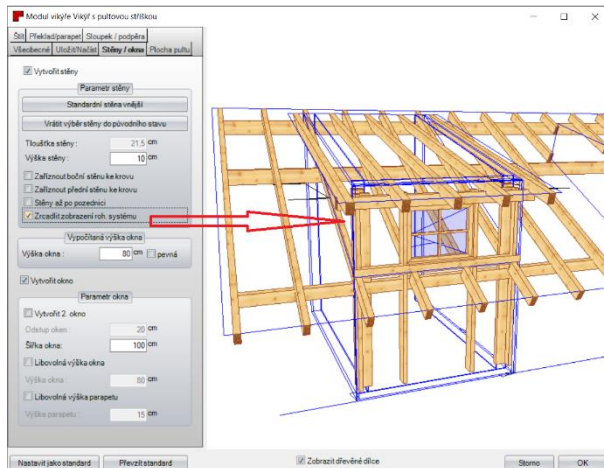 Modul vikýře Vikýř s pultovou stříškou
Štít Překlad/parapet Sloupek / podpěra
Všeobecné Uložit/Načíst Stěny / okna Plocha pultu
Vytvořit stěny
Parametr stěny
Standardní stěna vnější
Vrátit výběr stěny do původního stavu
Tloušťka stěny : 21,5 cm
Výška stěny : 10 cm
Zaříznout boční stěnu ke krovu
Zaříznout přední stěnu ke krovu
Stěny až po pozednici
Zrcadlit zobrazení roh. systému
Vypočítaná výška okna
Výška okna : 80 cm pevná
Vytvořit okno
Parametr okna
Vytvořit 2. okno
Odstup oken : 20 cm
Šířka okna: 100 cm
Libovolná výška okna
Výška okna : 80 cm
Libovolná výška parapetu
Výška parapetu : 15 cm
Nastavit jako standard Převzít standard Zobrazit dřevěné dílce Storno OK